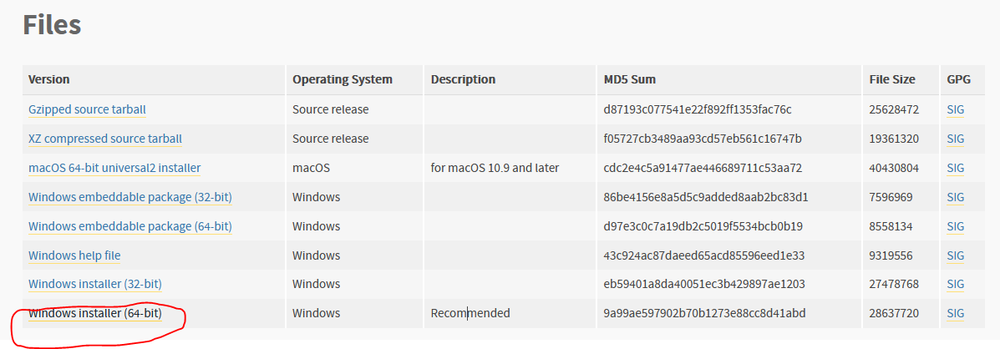 Files
Version Operating System Description MD5 Sum File Size GPG
Gzipped source tarball Source release d87193c077541e22f892ff1353fac76c 25628472 SIG
XZ compressed source tarball Source release f05727cb3489aa93cd57eb561c16747b 19361320 SIG
macOS 64-bit universal2 installer macOS for macOS 10.9 and later cdc2e4c5a91477ae446689711c53aa72 40430804 SIG
Windows embeddable package (32-bit) Windows 86be4156e8a5d5c9added8aab2bc83d1 7596969 SIG
Windows embeddable package (64-bit) Windows d97e3c0c7a19db2c5019f5534bcb0b19 8558134 SIG
Windows help file Windows 43c924ac87daeed65acd85596eed1e33 9319556 SIG
Windows installer (32-bit) Windows eb59401a8da40051ec3b429897ae1203 27478768 SIG
Windows installer (64-bit) Windows Recommended 9a99ae597902b70b1273e88cc8d41abd 28637720 SIG